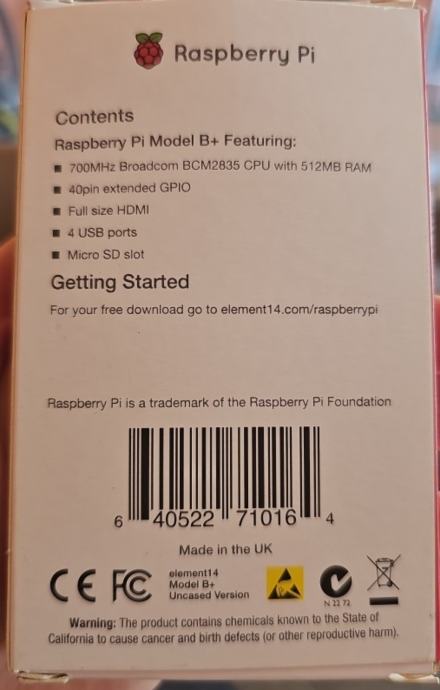 Raspberry Pi
Contents
Raspberry Pi Model B+ Featuring:
■ 700MHz Broadcom BCM2835 CPU with 512MB RAM
■ 40pin extended GPIO
■ Full size HDMI
■ 4 USB ports
■ Micro SD slot
Getting Started
For your free download go to element14.com/raspberrypi
Raspberry Pi is a trademark of the Raspberry Pi Foundation
6 40522 71016 4
Made in the UK
CE FC element14
Model B+
Uncased Version
N 22 72
Warning: The product contains chemicals known to the State of
California to cause cancer and birth defects (or other reproductive harm).